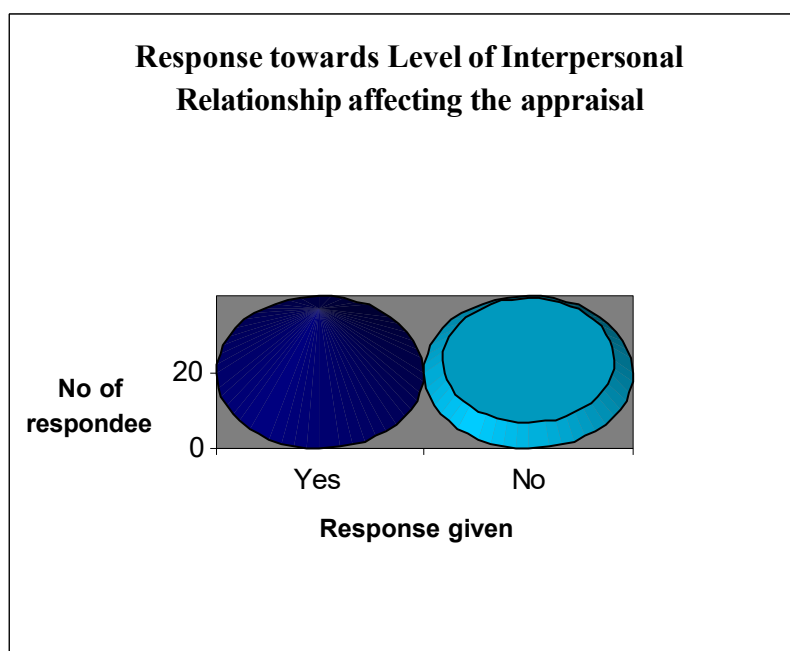 Response towards Level of Interpersonal
Relationship affecting the appraisal
20
0
No of
respondee
Yes No
Response given